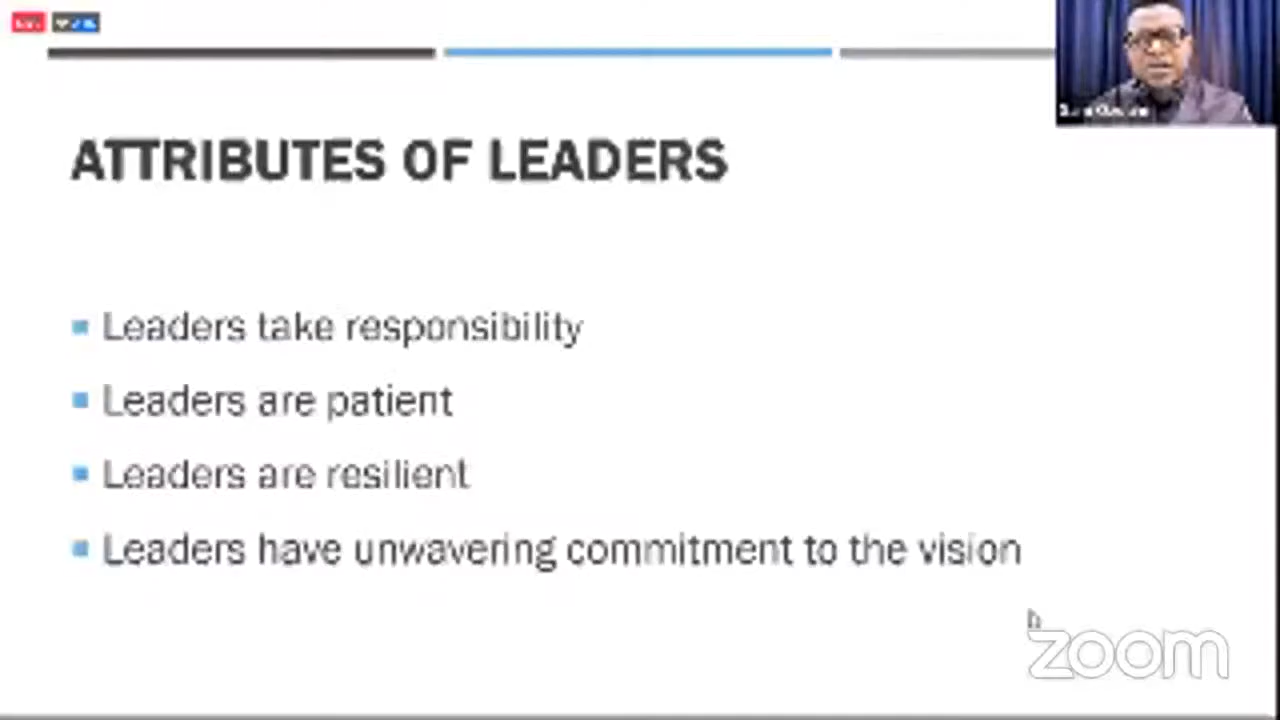 ATTRIBUTES OF LEADERS
Leaders take responsibility
Leaders are patient
Leaders are resilient
Leaders have unwavering commitment to the vision
zoom